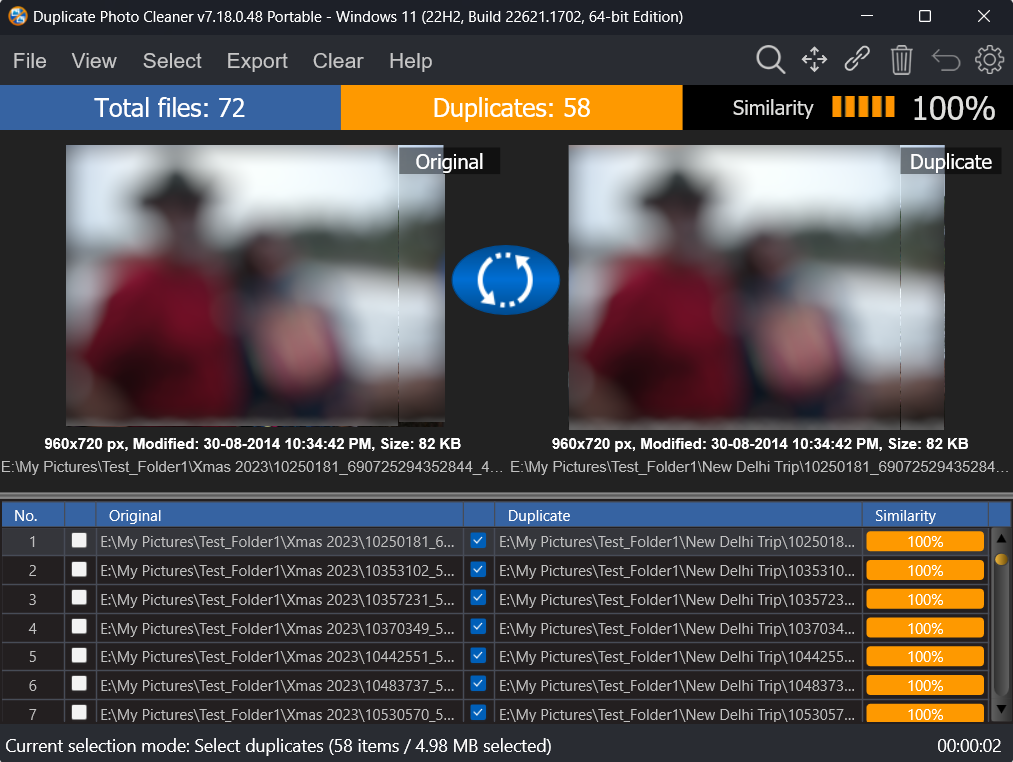 Duplicate Photo Cleaner v7.18.0.48 Portable - Windows 11 (22H2, Build 22621.1702, 64-bit Edition)
File View Select Export Clear Help
Total files: 72 Duplicates: 58 Similarity 100%
Original Duplicate
960x720 px, Modified: 30-08-2014 10:34:42 PM, Size: 82 KB 960x720 px, Modified: 30-08-2014 10:34:42 PM, Size: 82 KB
E:\My Pictures\Test_Folder1\Xmas 2023\10250181_690725294352844_4... E:\My Pictures\Test_Folder1\New Delhi Trip\10250181_69072529435284...
No. Original Duplicate Similarity
1 E:\My Pictures\Test_Folder1\Xmas 2023\10250181_6... E:\My Pictures\Test_Folder1\New Delhi Trip\1025018... 100%
2 E:\My Pictures\Test_Folder1\Xmas 2023\10353102_5... E:\My Pictures\Test_Folder1\New Delhi Trip\1035310... 100%
3 E:\My Pictures\Test_Folder1\Xmas 2023\10357231_5... E:\My Pictures\Test_Folder1\New Delhi Trip\1035723... 100%
4 E:\My Pictures\Test_Folder1\Xmas 2023\10370349_5... E:\My Pictures\Test_Folder1\New Delhi Trip\1037034... 100%
5 E:\My Pictures\Test_Folder1\Xmas 2023\10442551_5... E:\My Pictures\Test_Folder1\New Delhi Trip\1044255... 100%
6 E:\My Pictures\Test_Folder1\Xmas 2023\10483737_5... E:\My Pictures\Test_Folder1\New Delhi Trip\1048373... 100%
7 E:\My Pictures\Test_Folder1\Xmas 2023\10530570_5... E:\My Pictures\Test_Folder1\New Delhi Trip\1053057... 100%
Current selection mode: Select duplicates (58 items / 4.98 MB selected) 00:00:02